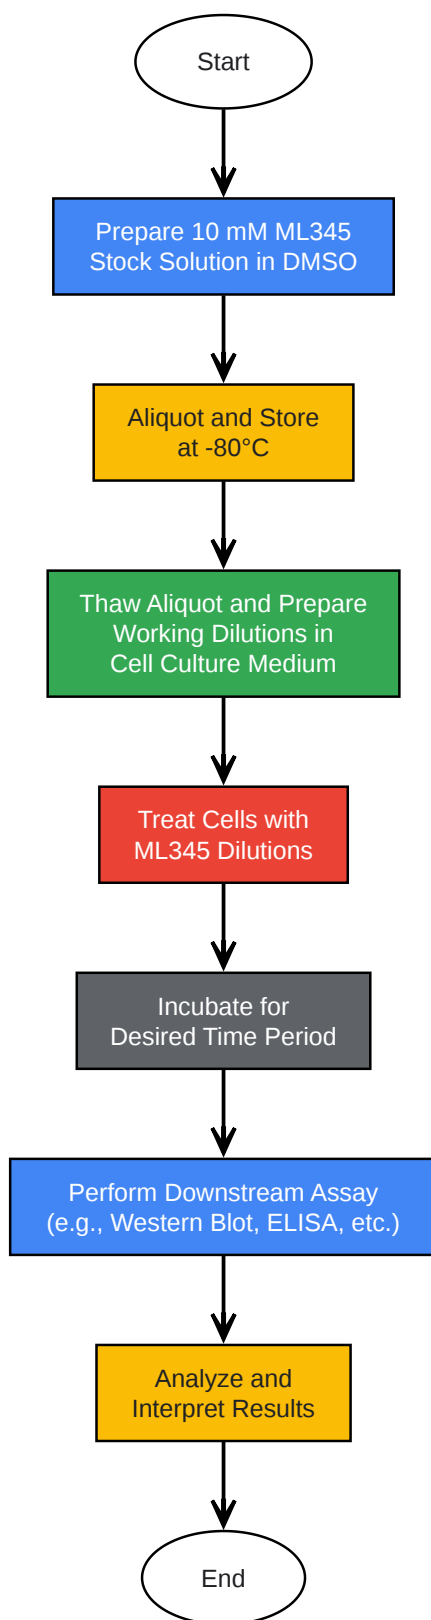 Start
Prepare 10 mM ML345
Stock Solution in DMSO
Aliquot and Store
at -80°C
Thaw Aliquot and Prepare
Working Dilutions in
Cell Culture Medium
Treat Cells with
ML345 Dilutions
Incubate for
Desired Time Period
Perform Downstream Assay
(e.g., Western Blot, ELISA, etc.)
Analyze and
Interpret Results
End